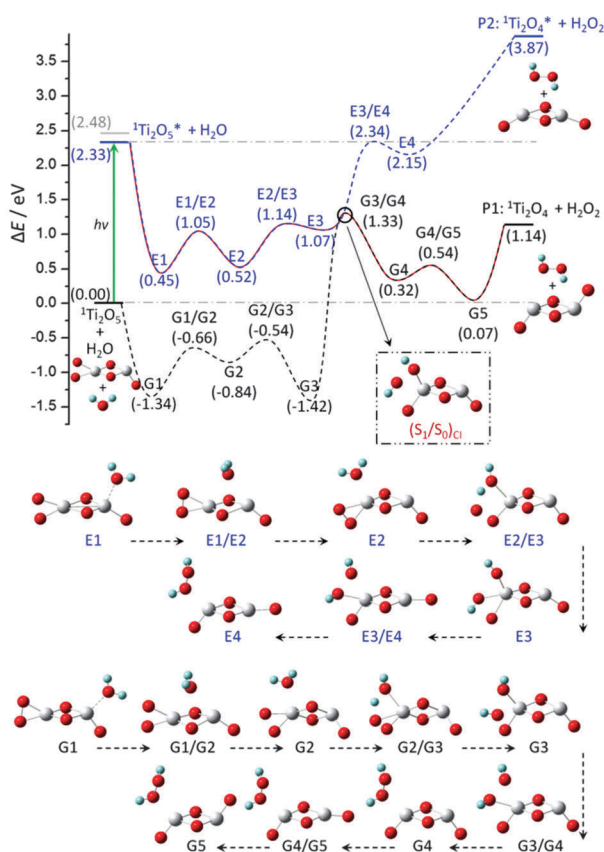 P2: ¹Ti₂O₄* + H₂O₂
(3.87)
3.5
3.0
2.5
2.0
1.5
1.0
0.5
0.0
-0.5
-1.0
-1.5
ΔE / eV
(2.48)
(2.33)
¹Ti₂O₅* + H₂O
hν
(0.00)
¹Ti₂O₅
+
H₂O
+
E1
(0.45)
E1/E2
(1.05)
E2
(0.52)
E2/E3
(1.14)
E3
(1.07)
E3/E4
(2.34)
E4
(2.15)
+
G3/G4
(1.33)
G4
(0.32)
G4/G5
(0.54)
G5
(0.07)
P1: ¹Ti₂O₄ + H₂O₂
(1.14)
+
G1
(-1.34)
G1/G2
(-0.66)
G2
(-0.84)
G2/G3
(-0.54)
G3
(-1.42)
(S₁/S₀)CI
E1
E1/E2
E2
E2/E3
E4
E3/E4
E3
G1
G1/G2
G2
G2/G3
G3
G5
G4/G5
G4
G3/G4